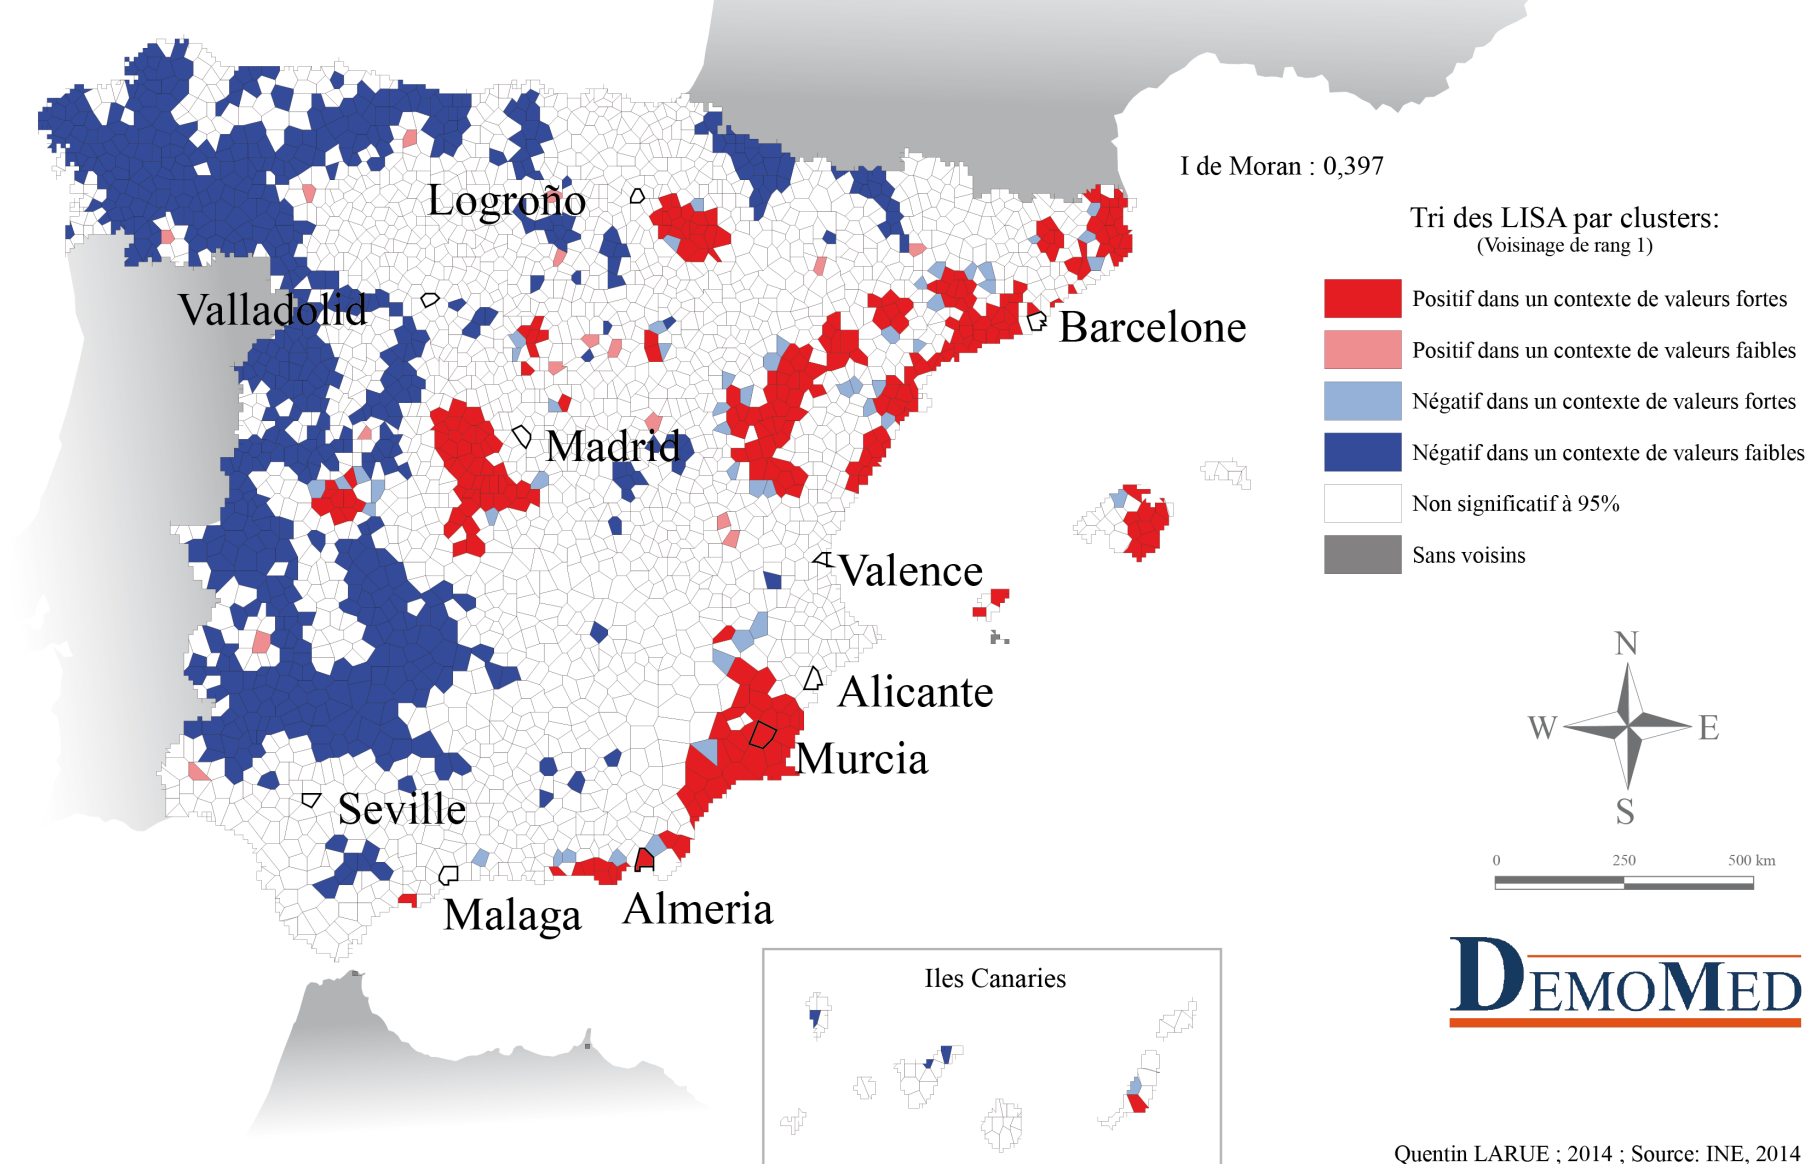 I de Moran : 0,397
Tri des LISA par clusters:
(Voisinage de rang 1)
Positif dans un contexte de valeurs fortes
Positif dans un contexte de valeurs faibles
Négatif dans un contexte de valeurs fortes
Négatif dans un contexte de valeurs faibles
Non significatif à 95%
Sans voisins
Logroño
Valladolid
Barcelone
Madrid
Valence
Alicante
Murcia
Seville
Malaga
Almeria
N
W
E
S
0 250 500 km
Iles Canaries
DEMOMED
Quentin LARUE ; 2014 ; Source: INE, 2014